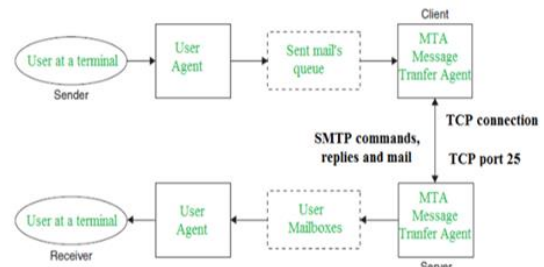 Client
User at a terminal
User
Agent
Sent mail's
queue
MTA
Message
Tranfer Agent
Sender
TCP connection
SMTP commands,
replies and mail
TCP port 25
User at a terminal
User
Agent
User
Mailboxes
MTA
Message
Tranfer Agent
Receiver
Server